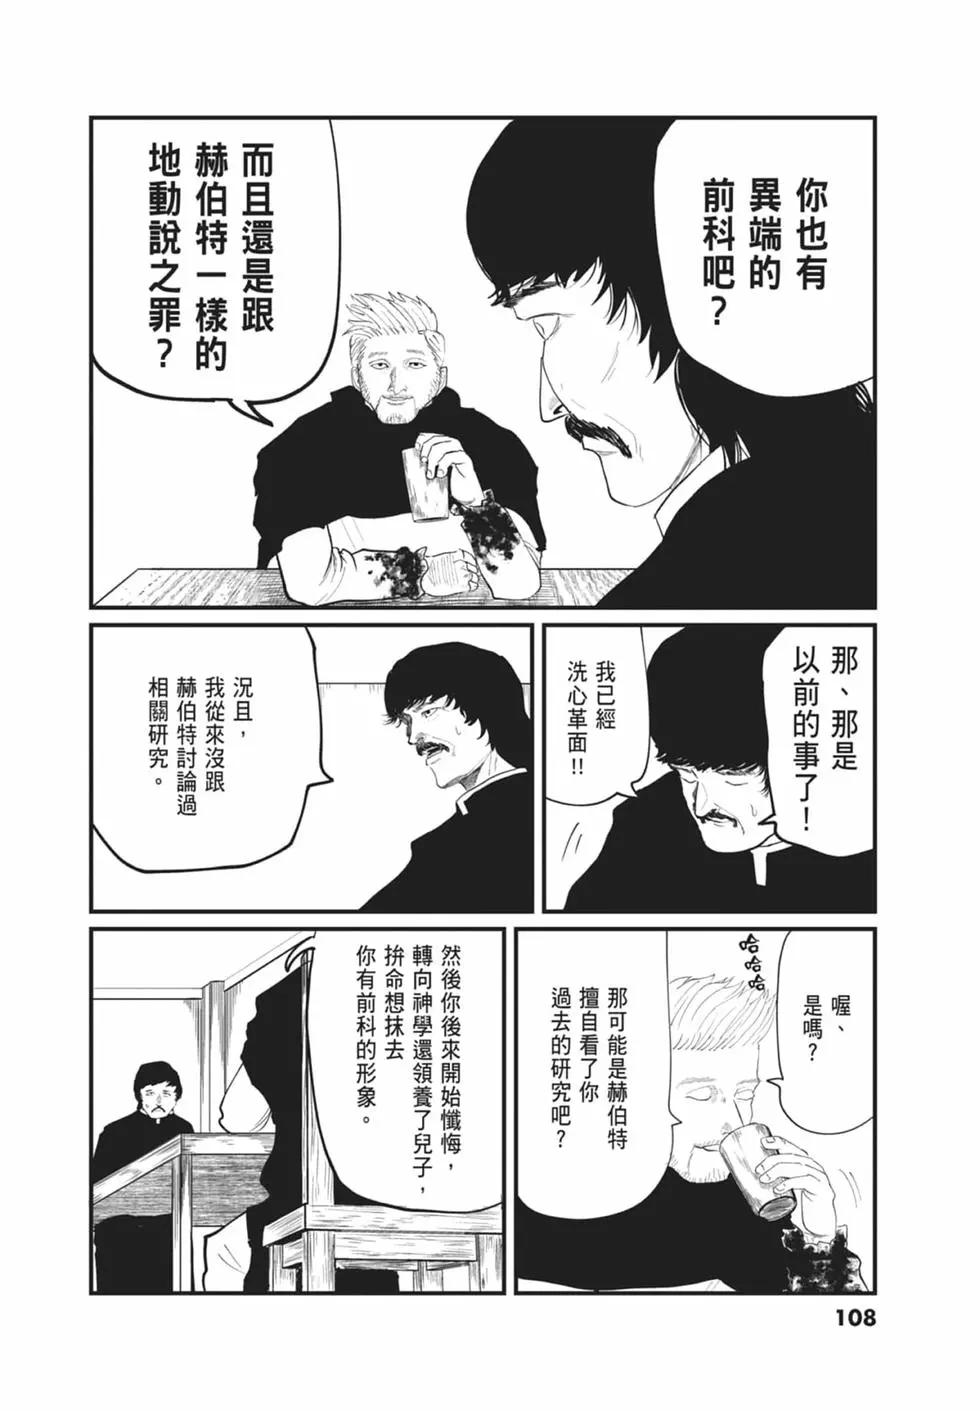 你也有
異端的
前科吧？
而且還是跟
赫伯特一樣的
地動說之罪？
那、那是
以前的事了！
我已經
洗心革面!!
況且，
我從來沒跟
赫伯特討論過
相關研究。
喔、
是嗎？
哈哈哈
那可能是赫伯特
擅自看了你
過去的研究吧？
然後你後來開始懺悔，
轉向神學還領養了兒子，
拚命想抹去
你有前科的形象。
108